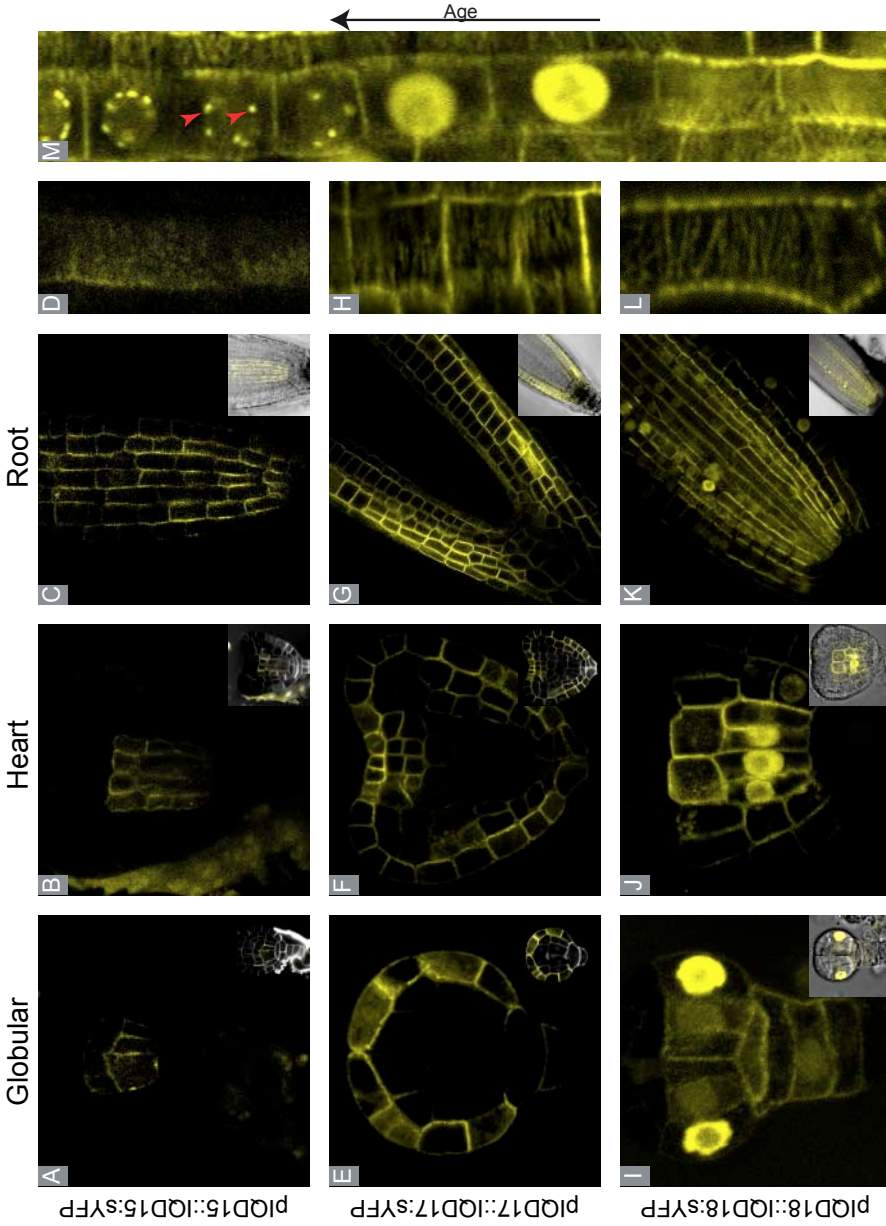 Globular
Heart
Root
pIQD15::IQD15:sYFP
A
B
C
D
pIQD17::IQD17:sYFP
E
F
G
H
pIQD18::IQD18:sYFP
I
J
K
L
M
Age